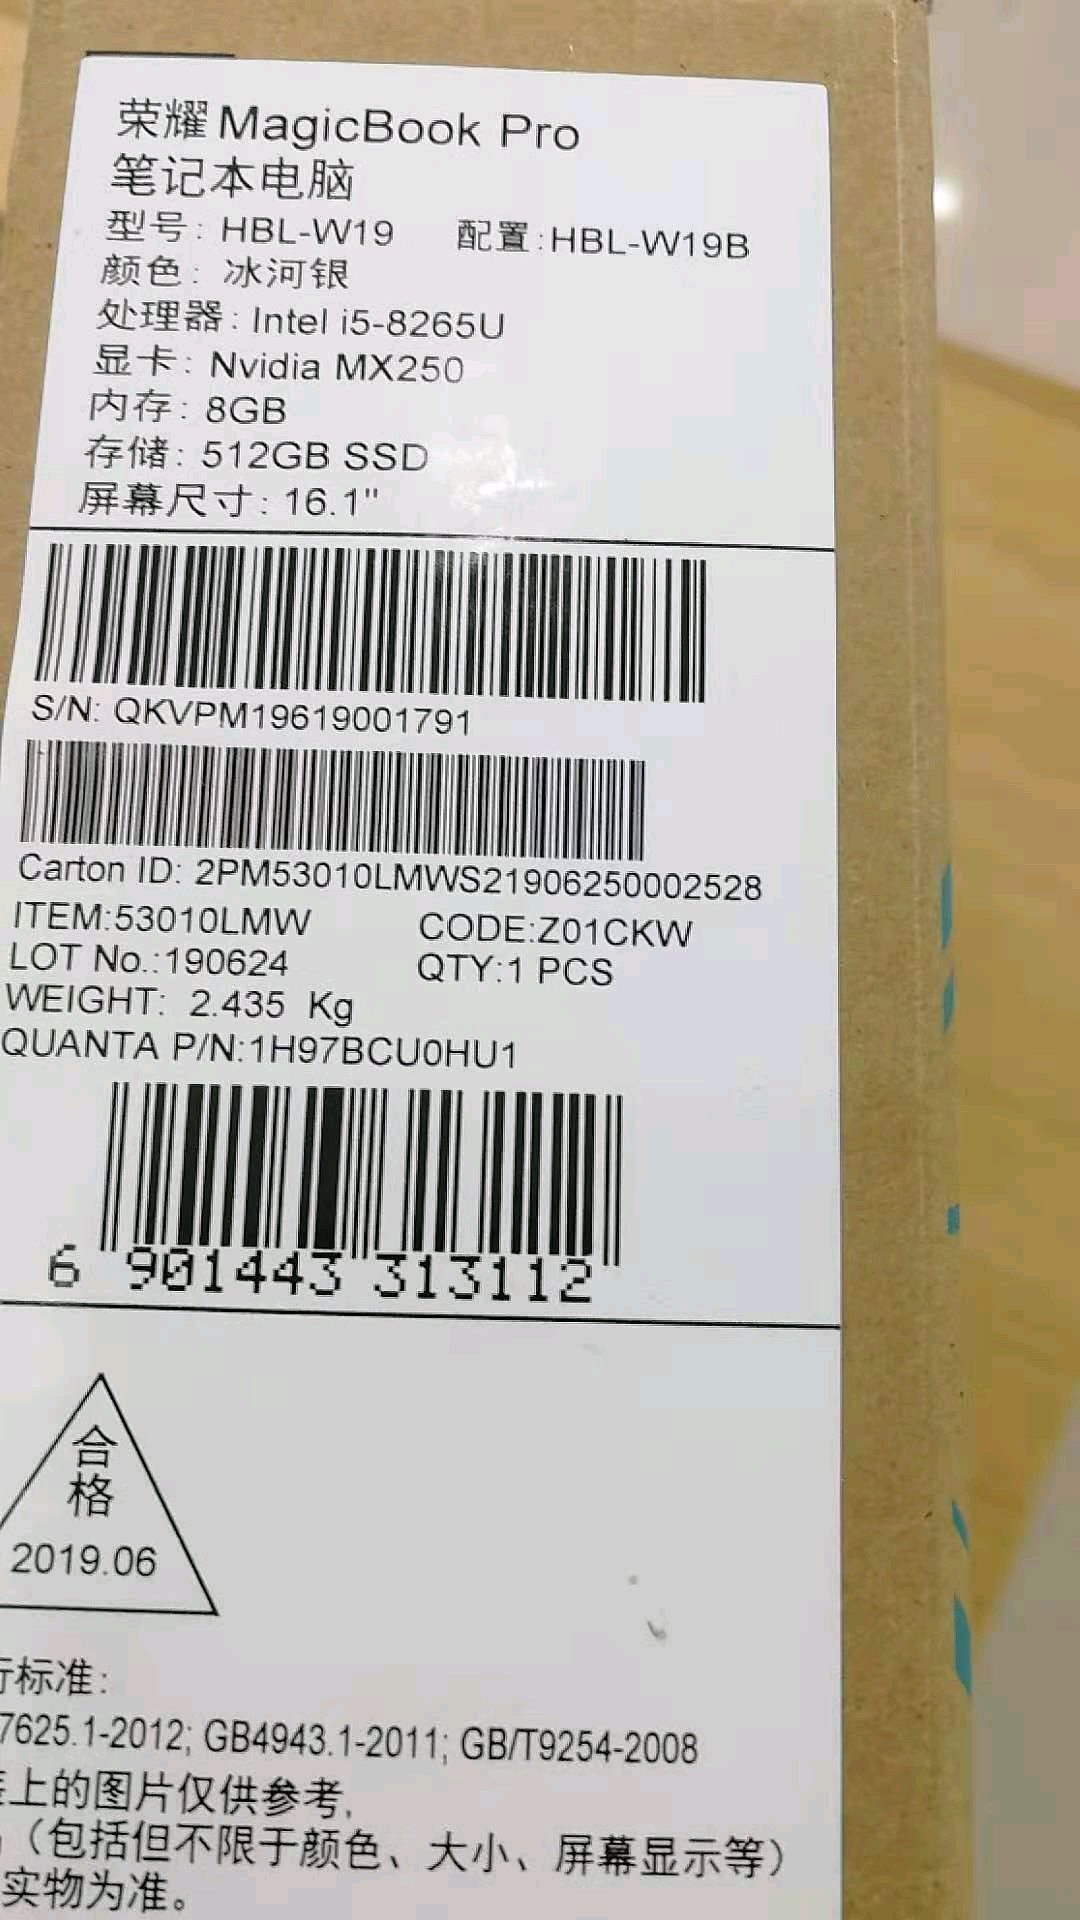 荣耀MagicBook Pro
笔记本电脑
型号: HBL-W19 配置:HBL-W19B
颜色: 冰河银
处理器: Intel i5-8265U
显卡: Nvidia MX250
内存: 8GB
存储: 512GB SSD
屏幕尺寸: 16.1"
S/N: QKVPM19619001791
Carton ID: 2PM53010LMWS21906250002528
ITEM:53010LMW CODE:Z01CKW
LOT No.:190624 QTY:1 PCS
WEIGHT: 2.435 Kg
QUANTA P/N:1H97BCU0HU1
6 901443 313112
合
格
2019.06
行标准:
7625.1-2012; GB4943.1-2011; GB/T9254-2008
上的图片仅供参考,
(包括但不限于颜色、大小、屏幕显示等)
实物为准。